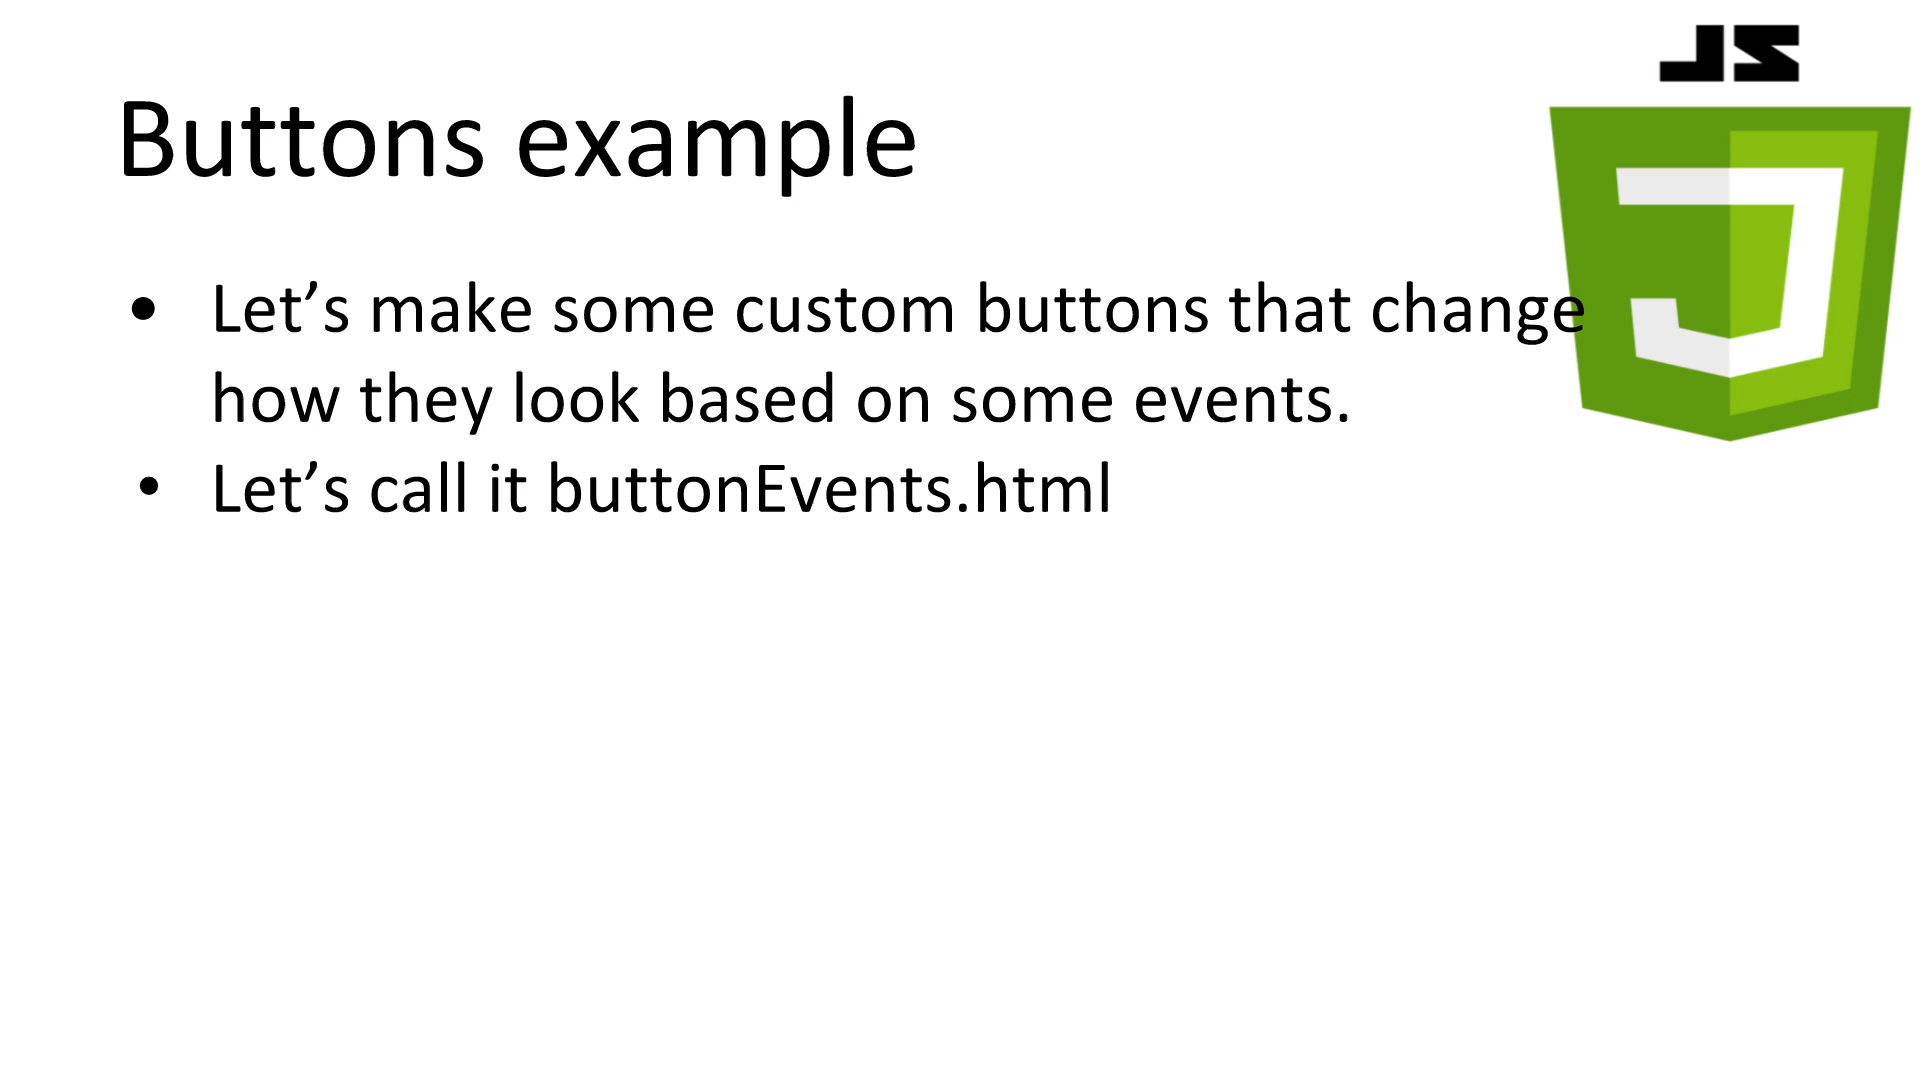 JS
Buttons example
• Let’s make some custom buttons that change
how they look based on some events.
• Let’s call it buttonEvents.html